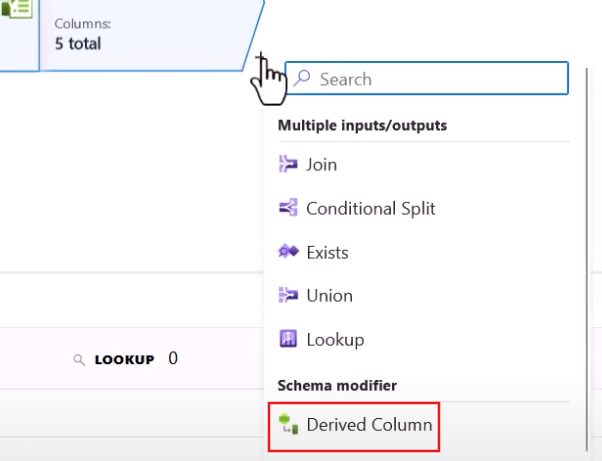 Columns:
5 total
Search
Multiple inputs/outputs
Join
Conditional Split
Exists
Union
Lookup
LOOKUP 0
Schema modifier
Derived Column